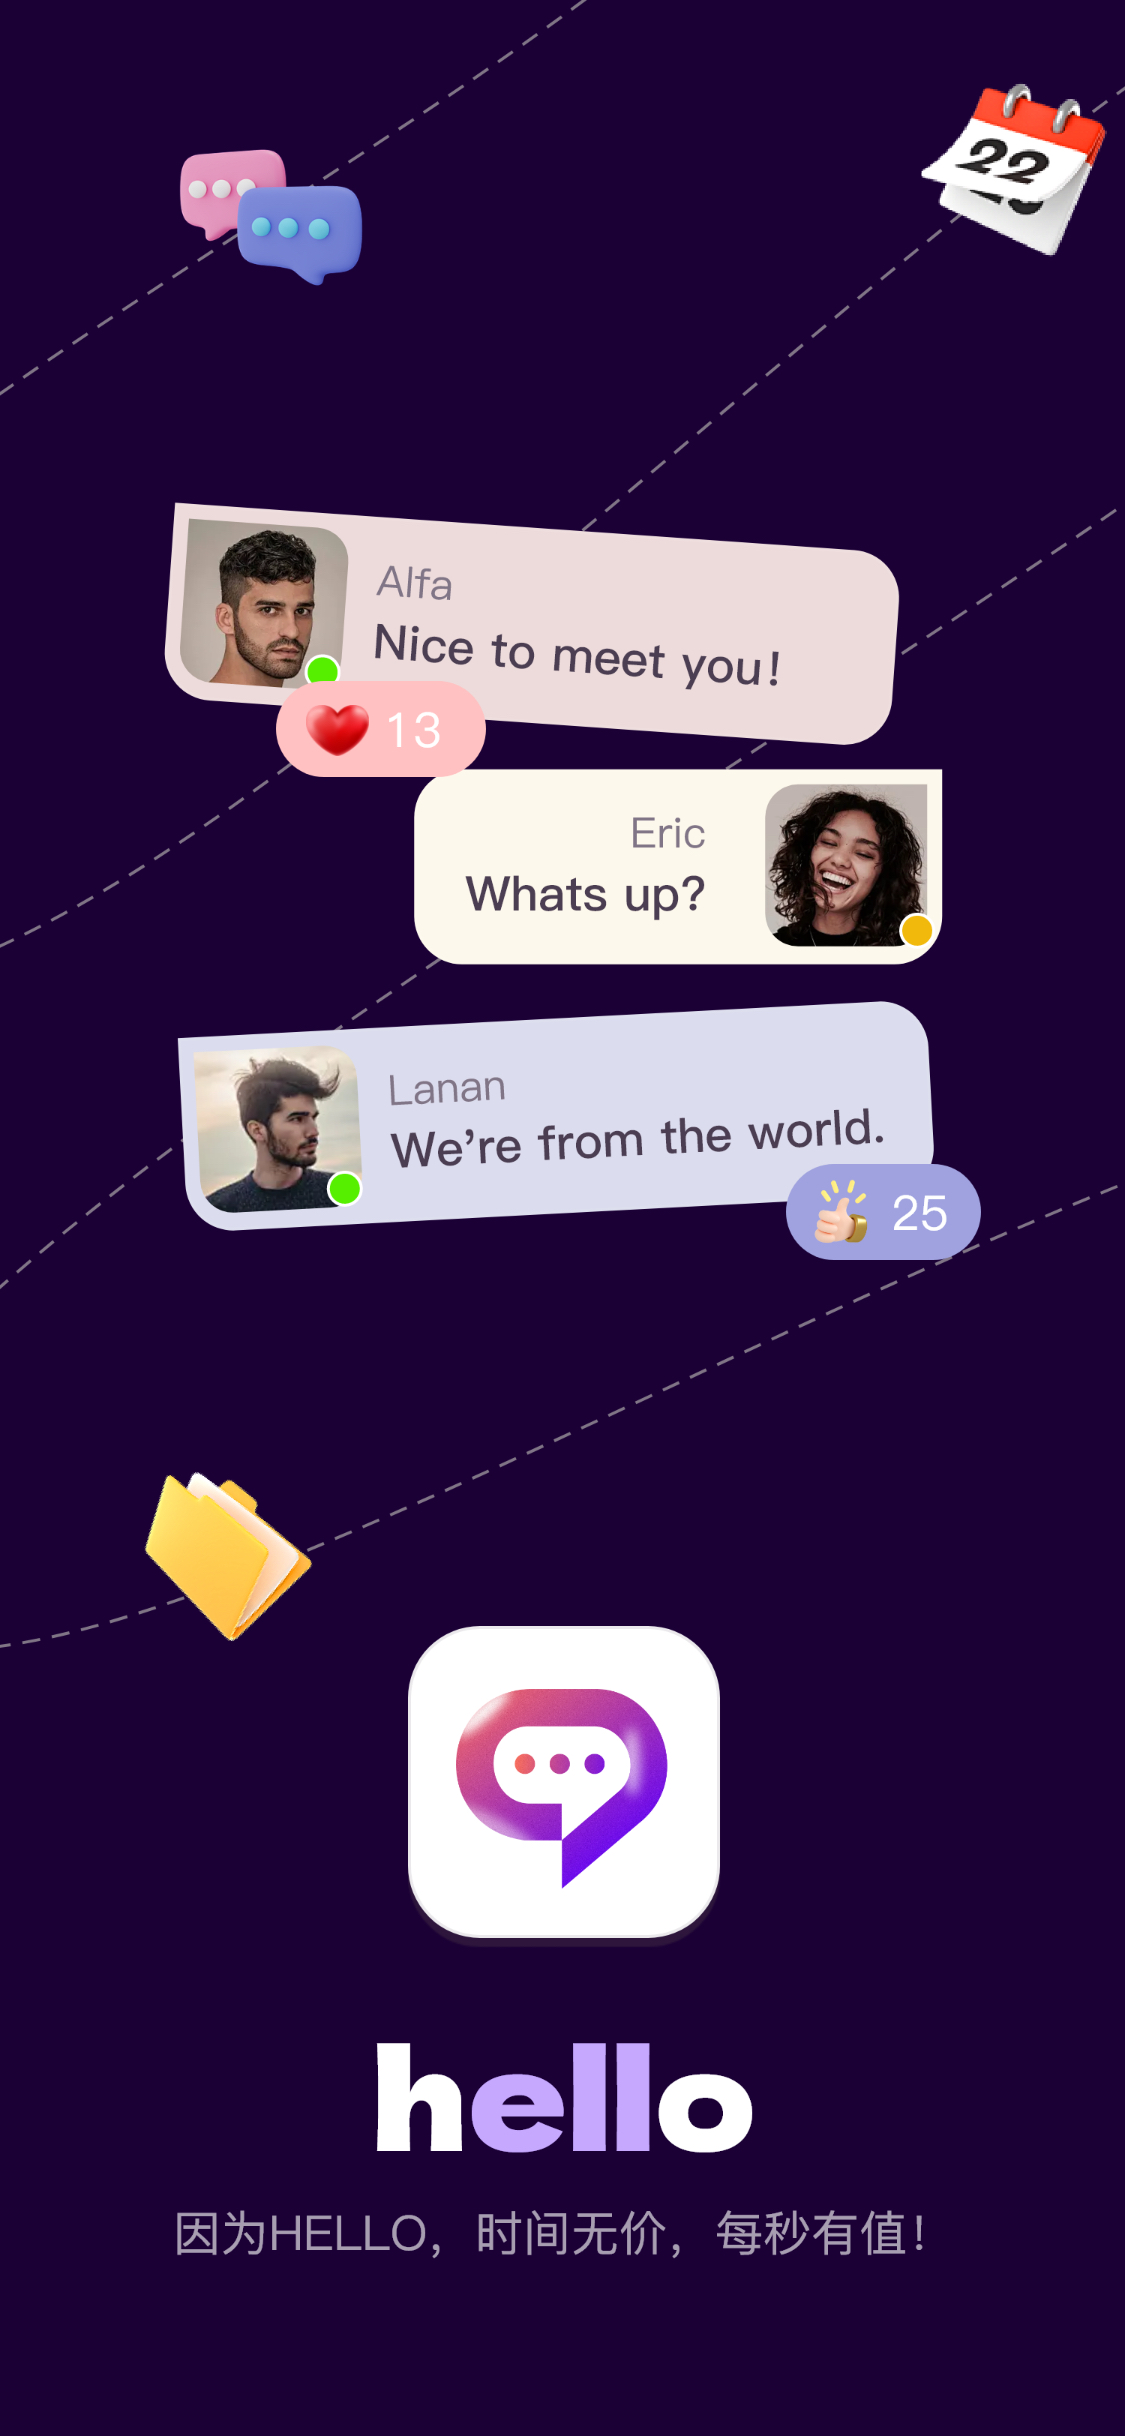 22
Alfa
Nice to meet you!
13
Eric
Whats up?
Lanan
We’re from the world.
25
hello
因为HELLO，时间无价，每秒有值！